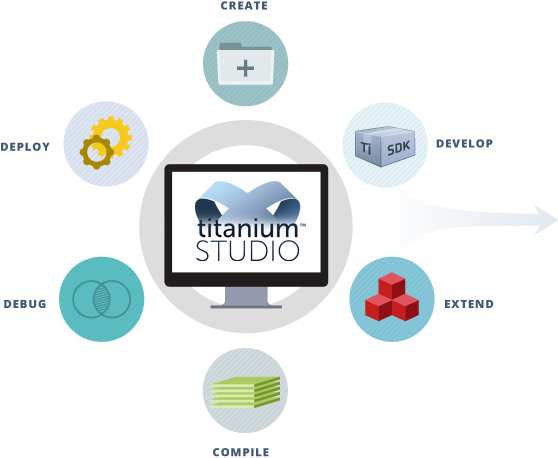 CREATE
DEPLOY
Ti
SDK
DEVELOP
titanium™
STUDIO
DEBUG
EXTEND
COMPILE